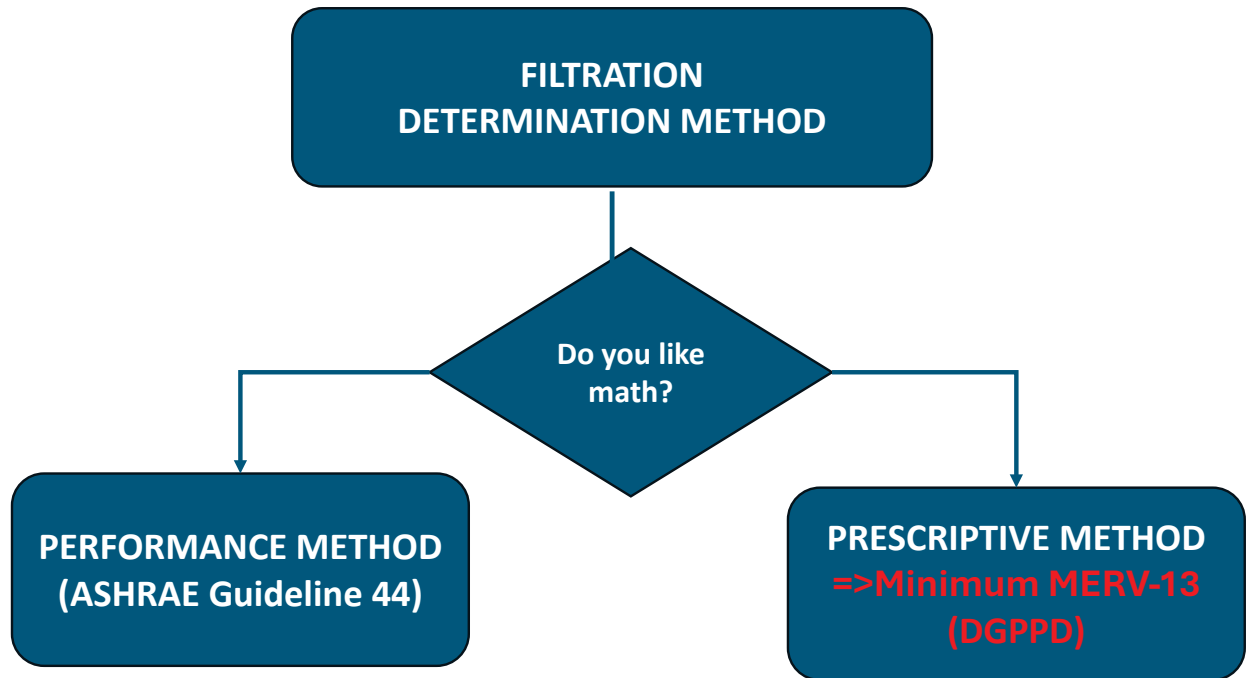 FILTRATION
DETERMINATION METHOD
Do you like
math?
PERFORMANCE METHOD
(ASHRAE Guideline 44)
PRESCRIPTIVE METHOD
=>Minimum MERV-13
(DGPPD)